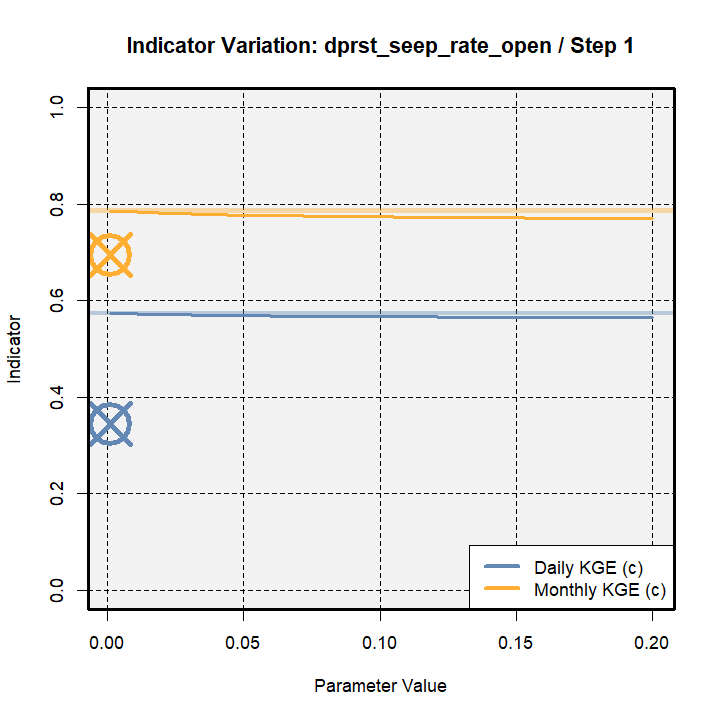 Indicator Variation: dprst_seep_rate_open / Step 1
1.0
0.8
0.6
0.4
0.2
0.0
Indicator
Daily KGE (c)
Monthly KGE (c)
0.00 0.05 0.10 0.15 0.20
Parameter Value